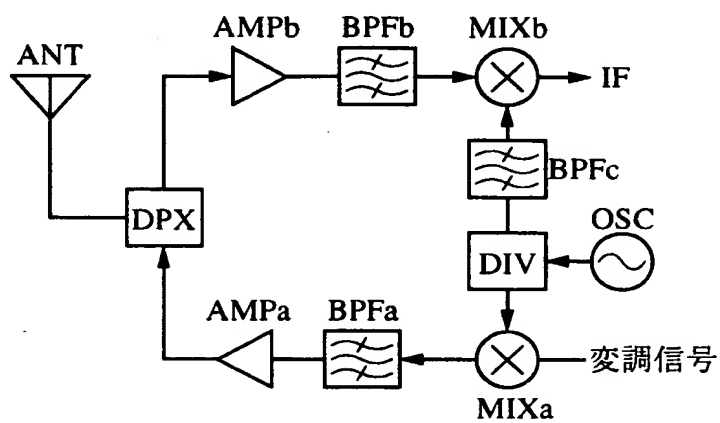 ANT
AMPb
BPFb
MIXb
IF
BPFc
DPX
OSC
DIV
AMPa
BPFa
変調信号
MIXa